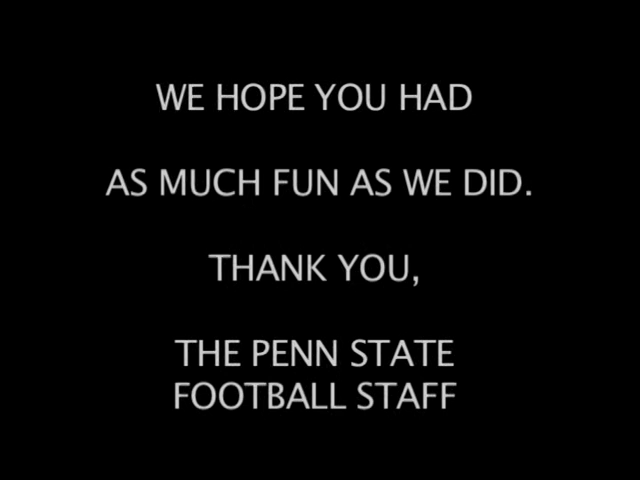 WE HOPE YOU HAD
AS MUCH FUN AS WE DID.
THANK YOU,
THE PENN STATE
FOOTBALL STAFF